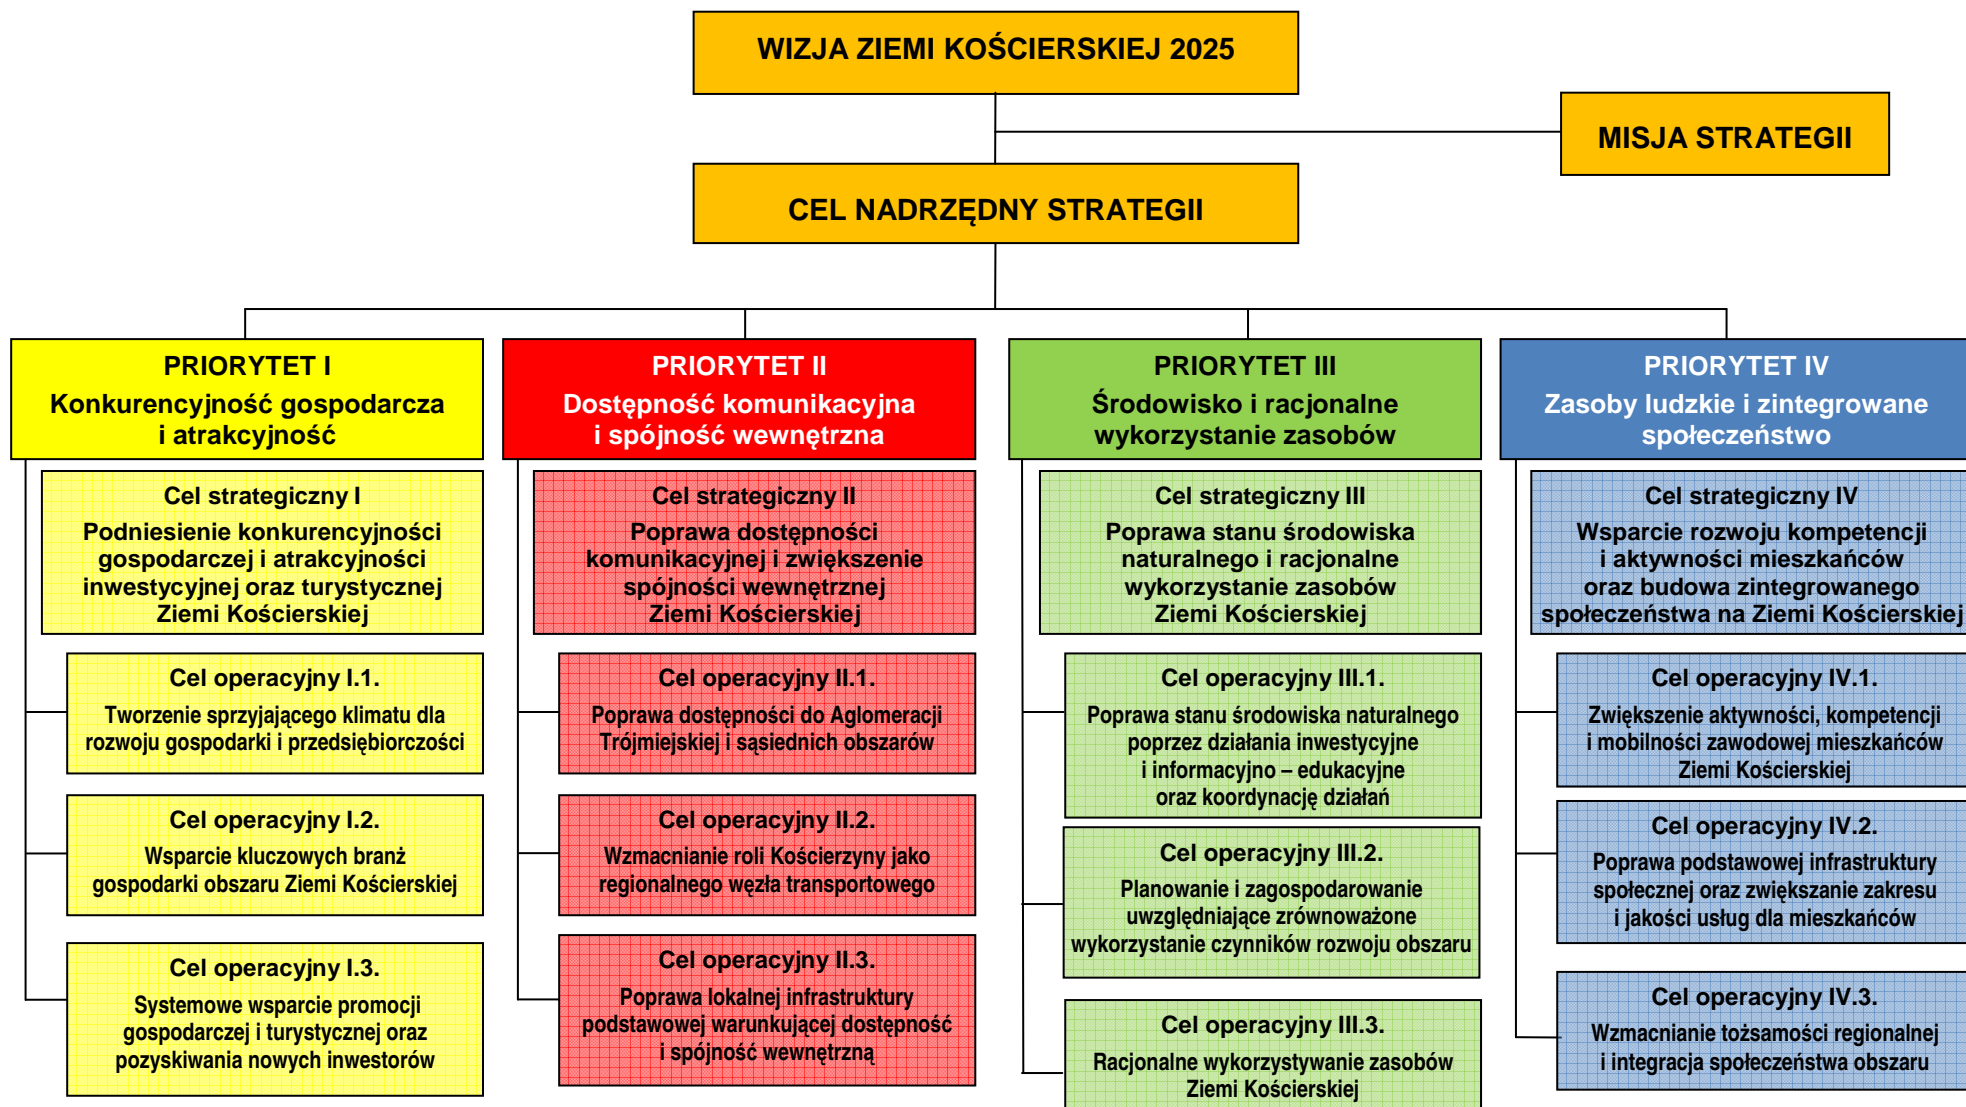 WIZJA ZIEMI KOŚCIERSKIEJ 2025
MISJA STRATEGII
CEL NADRZĘDNY STRATEGII
PRIORYTET I
Konkurencyjność gospodarcza
i atrakcyjność
Cel strategiczny I
Podniesienie konkurencyjności
gospodarczej i atrakcyjności
inwestycyjnej oraz turystycznej
Ziemi Kościerskiej
Cel operacyjny I.1.
Tworzenie sprzyjającego klimatu dla
rozwoju gospodarki i przedsiębiorczości
Cel operacyjny I.2.
Wsparcie kluczowych branż
gospodarki obszaru Ziemi Kościerskiej
Cel operacyjny I.3.
Systemowe wsparcie promocji
gospodarczej i turystycznej oraz
pozyskiwania nowych inwestorów
PRIORYTET II
Dostępność komunikacyjna
i spójność wewnętrzna
Cel strategiczny II
Poprawa dostępności
komunikacyjnej i zwiększenie
spójności wewnętrznej
Ziemi Kościerskiej
Cel operacyjny II.1.
Poprawa dostępności do Aglomeracji
Trójmiejskiej i sąsiednich obszarów
Cel operacyjny II.2.
Wzmacnianie roli Kościerzyny jako
regionalnego węzła transportowego
Cel operacyjny II.3.
Poprawa lokalnej infrastruktury
podstawowej warunkującej dostępność
i spójność wewnętrzną
PRIORYTET III
Środowisko i racjonalne
wykorzystanie zasobów
Cel strategiczny III
Poprawa stanu środowiska
naturalnego i racjonalne
wykorzystanie zasobów
Ziemi Kościerskiej
Cel operacyjny III.1.
Poprawa stanu środowiska naturalnego
poprzez działania inwestycyjne
i informacyjno – edukacyjne
oraz koordynację działań
Cel operacyjny III.2.
Planowanie i zagospodarowanie
uwzględniające zrównoważone
wykorzystanie czynników rozwoju obszaru
Cel operacyjny III.3.
Racjonalne wykorzystywanie zasobów
Ziemi Kościerskiej
PRIORYTET IV
Zasoby ludzkie i zintegrowane
społeczeństwo
Cel strategiczny IV
Wsparcie rozwoju kompetencji
i aktywności mieszkańców
oraz budowa zintegrowanego
społeczeństwa na Ziemi Kościerskiej
Cel operacyjny IV.1.
Zwiększenie aktywności, kompetencji
i mobilności zawodowej mieszkańców
Ziemi Kościerskiej
Cel operacyjny IV.2.
Poprawa podstawowej infrastruktury
społecznej oraz zwiększanie zakresu
i jakości usług dla mieszkańców
Cel operacyjny IV.3.
Wzmacnianie tożsamości regionalnej
i integracja społeczeństwa obszaru